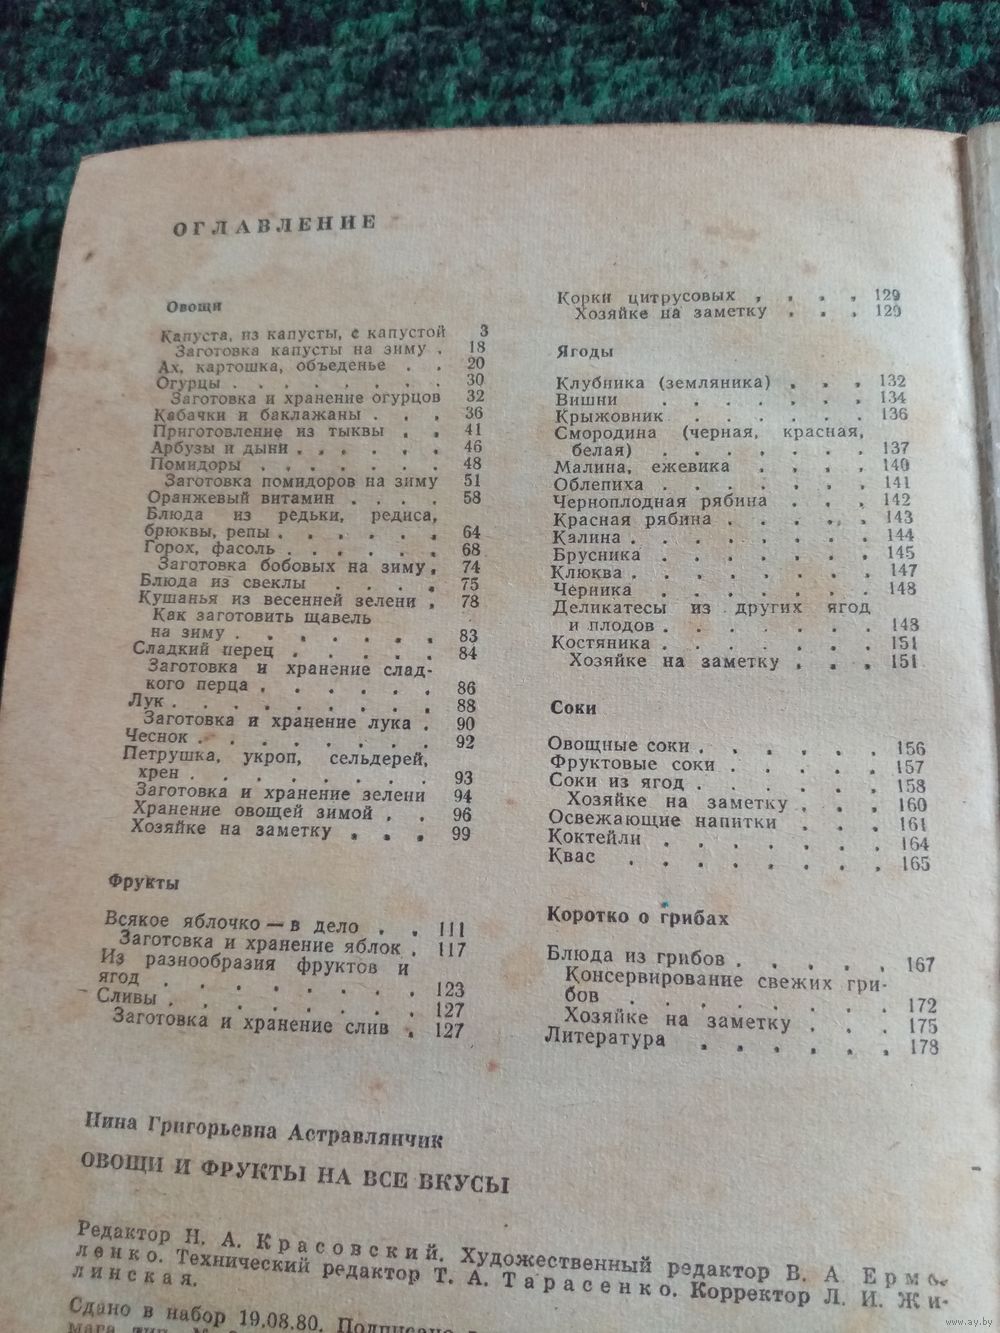 ОГЛАВЛЕНИЕ
Овощи
Капуста, из капусты, с капустой 3
Заготовка капусты на зиму . 18
Ах, картошка, объеденье . . 20
Огурцы . . . . . . . . 30
Заготовка и хранение огурцов 32
Кабачки и баклажаны . . . 36
Приготовление из тыквы . . 41
Арбузы и дыни . . . . . . 46
Помидоры . . . . . . . 48
Заготовка помидоров на зиму 51
Оранжевый витамин . . . . 58
Блюда из редьки, редиса,
брюквы, репы . . . . . . 64
Горох, фасоль . . . . . . 68
Заготовка бобовых на зиму . 74
Блюда из свеклы . . . . 75
Кушанья из весенней зелени . 78
Как заготовить щавель
на зиму . . . . . . . 83
Сладкий перец . . . . . 84
Заготовка и хранение слад-
кого перца . . . . . . 86
Лук . . . . . . . . . 88
Заготовка и хранение лука . 90
Чеснок . . . . . . . . 92
Петрушка, укроп, сельдерей,
хрен . . . . . . . . 93
Заготовка и хранение зелени 94
Хранение овощей зимой . . 96
Хозяйке на заметку . . . 99
Фрукты
Всякое яблочко — в дело . . 111
Заготовка и хранение яблок . 117
Из разнообразия фруктов и
ягод . . . . . . . . 123
Сливы . . . . . . . . 127
Заготовка и хранение слив . 127
Корки цитрусовых . . . . 129
Хозяйке на заметку . . . 129
Ягоды
Клубника (земляника) . . . 132
Вишни . . . . . . . 134
Крыжовник . . . . . . 136
Смородина (черная, красная,
белая) . . . . . . . 137
Малина, ежевика . . . . 140
Облепиха . . . . . . . 141
Черноплодная рябина . . . 142
Красная рябина . . . . . 143
Калина . . . . . . . . 144
Брусника . . . . . . . 145
Клюква . . . . . . . . 147
Черника . . . . . . . 148
Деликатесы из других ягод
и плодов . . . . . . . 148
Костяника . . . . . . . 151
Хозяйке на заметку . . . 151
Соки
Овощные соки . . . . . . 156
Фруктовые соки . . . . . 157
Соки из ягод . . . . . . 158
Хозяйке на заметку . . . 160
Освежающие напитки . . . 161
Коктейли . . . . . . . 164
Квас . . . . . . . . 165
Коротко о грибах
Блюда из грибов . . . . . 167
Консервирование свежих гри-
бов . . . . . . . . 172
Хозяйке на заметку . . . 175
Литература . . . . . . 178
Нина Григорьевна Астравлянчик
ОВОЩИ И ФРУКТЫ НА ВСЕ ВКУСЫ
Редактор Н. А. Красовский. Художественный редактор В. А Ермо-
ленко. Технический редактор Т. А. Тарасенко. Корректор Л. И. Жи-
линская.
Сдано в набор 19.08.80. Подписано
www.ay.by